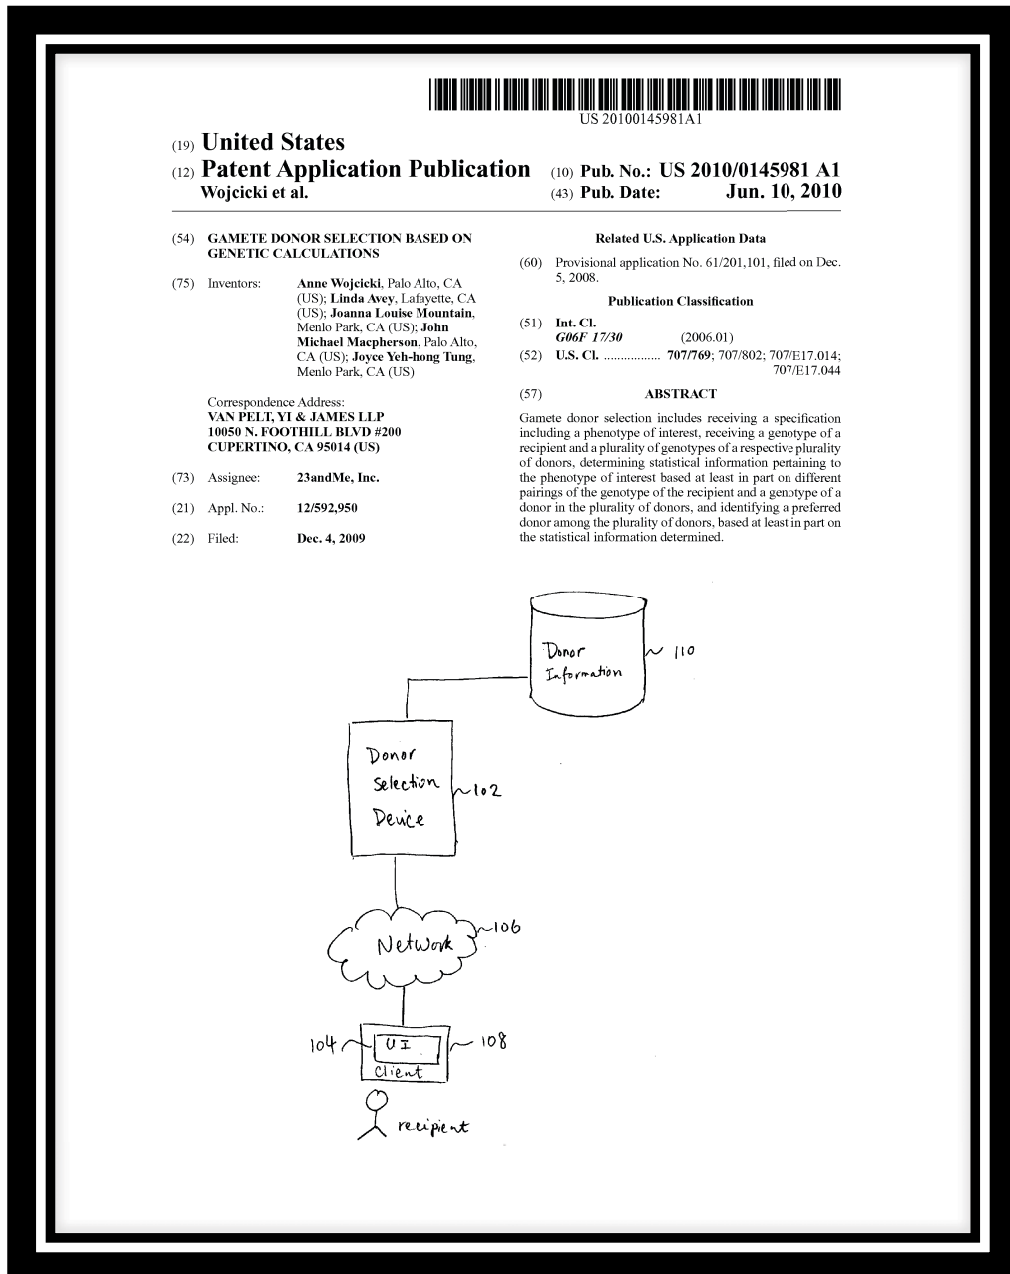 US 20100145981A1
(19) United States
(12) Patent Application Publication
Wojcicki et al.
(10) Pub. No.: US 2010/0145981 A1
(43) Pub. Date: Jun. 10, 2010
(54) GAMETE DONOR SELECTION BASED ON
GENETIC CALCULATIONS
(75) Inventors: Anne Wojcicki, Palo Alto, CA
(US); Linda Avey, Lafayette, CA
(US); Joanna Louise Mountain,
Menlo Park, CA (US); John
Michael Macpherson, Palo Alto,
CA (US); Joyce Yeh-hong Tung,
Menlo Park, CA (US)
Correspondence Address:
VAN PELT, YI & JAMES LLP
10050 N. FOOTHILL BLVD #200
CUPERTINO, CA 95014 (US)
(73) Assignee: 23andMe, Inc.
(21) Appl. No.: 12/592,950
(22) Filed: Dec. 4, 2009
Related U.S. Application Data
(60) Provisional application No. 61/201,101, filed on Dec.
5, 2008.
Publication Classification
(51) Int. Cl.
G06F 17/30 (2006.01)
(52) U.S. Cl. ................. 707/769; 707/802; 707/E17.014;
707/E17.044
(57) ABSTRACT
Gamete donor selection includes receiving a specification
including a phenotype of interest, receiving a genotype of a
recipient and a plurality of genotypes of a respective plurality
of donors, determining statistical information pertaining to
the phenotype of interest based at least in part on different
pairings of the genotype of the recipient and a genotype of a
donor in the plurality of donors, and identifying a preferred
donor among the plurality of donors, based at least in part on
the statistical information determined.
Donor
Information
110
Donor
Selection
Device
102
Network
106
104
UI
108
Client
recipient